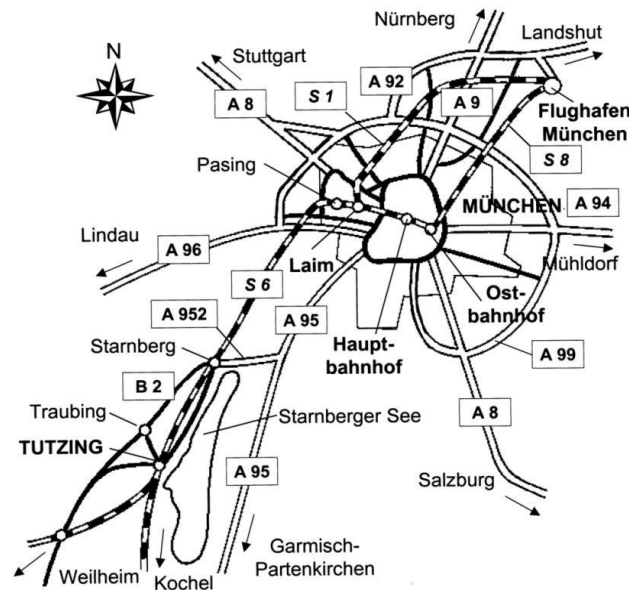 Nürnberg
Landshut
N
Stuttgart
A 92
S 1
A 8
A 9
Flughafen
München
S 8
Pasing
MÜNCHEN
A 94
Lindau
A 96
Laim
Mühldorf
S 6
Ost-
bahnhof
A 952
A 95
Haupt-
bahnhof
A 99
Starnberg
B 2
A 8
Traubing
Starnberger See
TUTZING
A 95
Salzburg
Garmisch-
Partenkirchen
Weilheim
Kochel